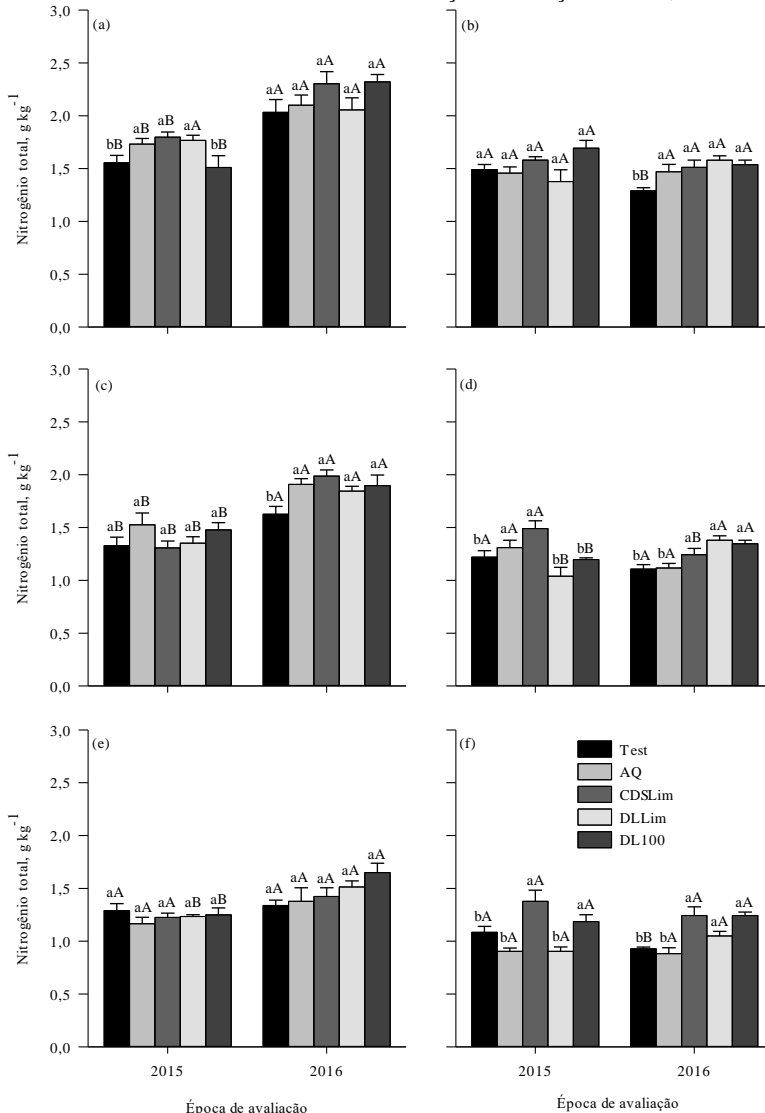 (a)
3,0
2,5
2,0
1,5
1,0
0,5
0,0
Nitrogênio total, g kg-1
bB aB aB aA bB
aA aA aA aA aA
(b)
aA aA aA aA aA
bB aA aA aA aA
(c)
3,0
2,5
2,0
1,5
1,0
0,5
0,0
Nitrogênio total, g kg-1
aB aB aB aB aB
bA aA aA aA aA
(d)
bA aA aA bB bB
bA bA aB aA aA
(e)
3,0
2,5
2,0
1,5
1,0
0,5
0,0
Nitrogênio total, g kg-1
aA aA aA aB aB
aA aA aA aA aA
2015 2016
Época de avaliação
(f)
Test
AQ
CDSLim
DLLim
DL100
bA bA aA bA aA
bB bA aA aA aA
2015 2016
Época de avaliação